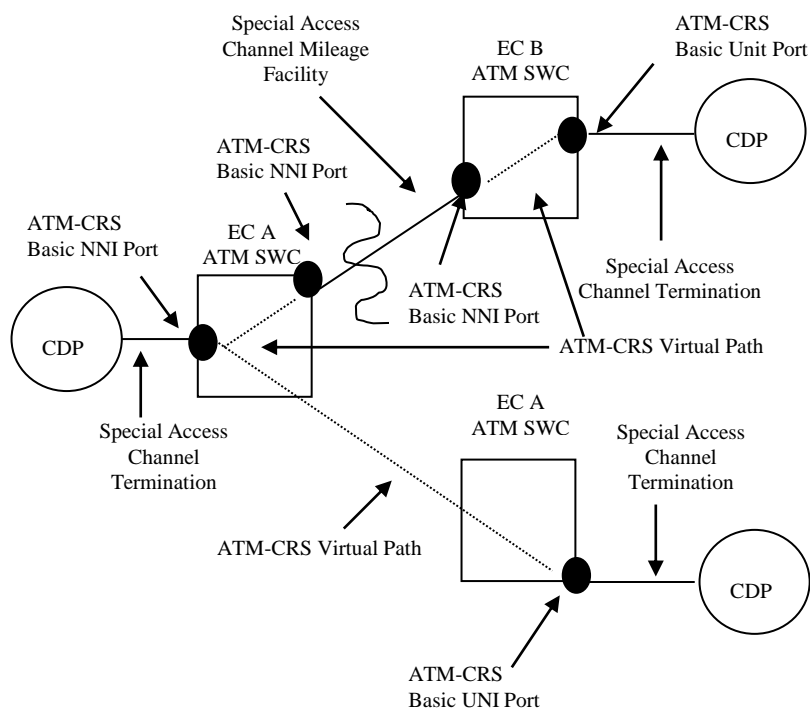 Special Access
Channel Mileage
Facility
EC B
ATM SWC
ATM-CRS
Basic Unit Port
CDP
ATM-CRS
Basic NNI Port
ATM-CRS
Basic NNI Port
EC A
ATM SWC
ATM-CRS
Basic NNI Port
Special Access
Channel Termination
CDP
ATM-CRS Virtual Path
Special Access
Channel
Termination
EC A
ATM SWC
Special Access
Channel
Termination
ATM-CRS Virtual Path
CDP
ATM-CRS
Basic UNI Port